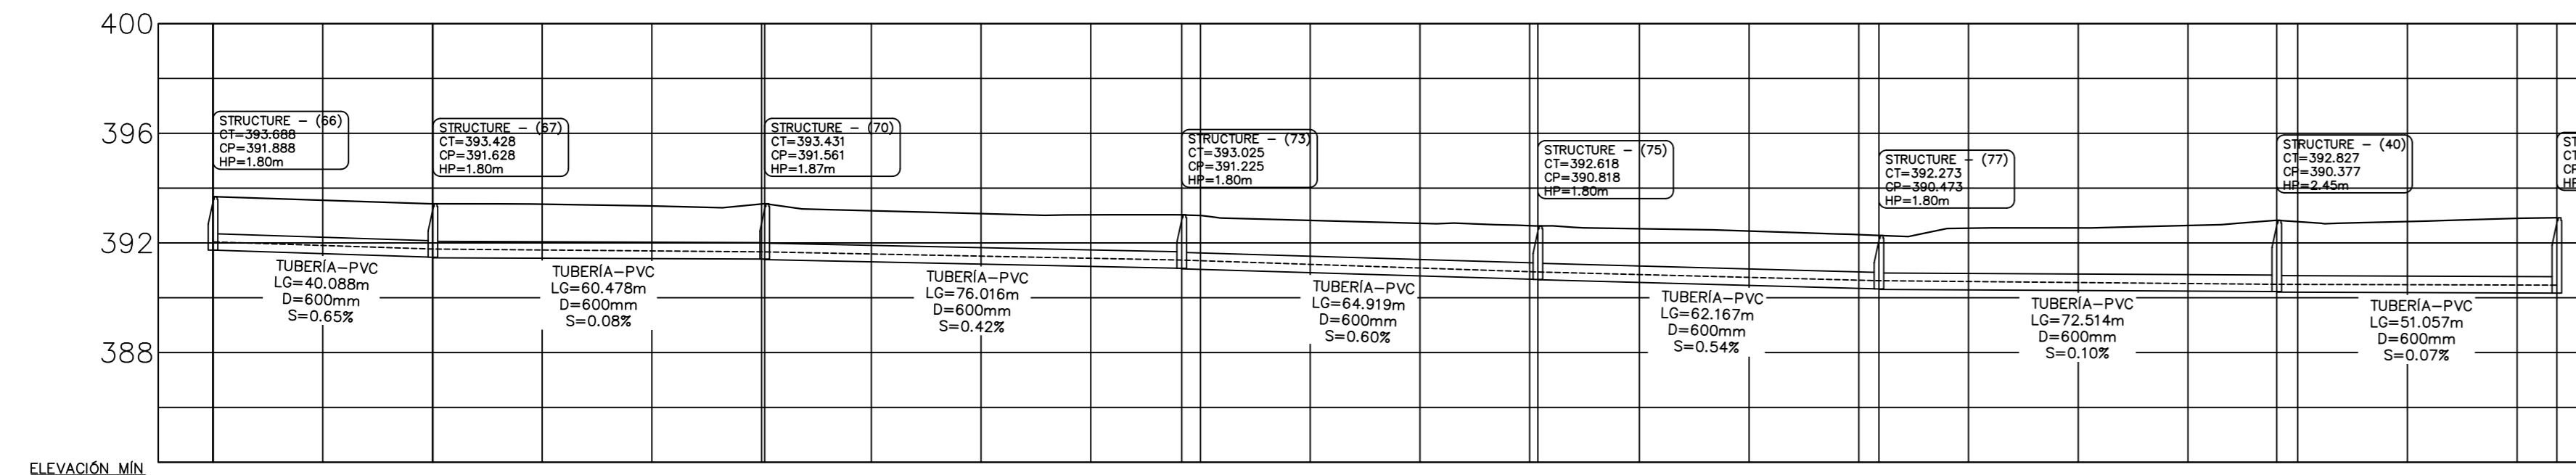 400
396
392
388
ELEVACIÓN MÍN
STRUCTURE - (66)
CT=393.688
CP=391.888
HP=1.80m
STRUCTURE - (67)
CT=393.428
CP=391.628
HP=1.80m
STRUCTURE - (70)
CT=393.431
CP=391.561
HP=1.87m
STRUCTURE - (73)
CT=393.025
CP=391.225
HP=1.80m
STRUCTURE - (75)
CT=392.618
CP=390.818
HP=1.80m
STRUCTURE - (77)
CT=392.273
CP=390.473
HP=1.80m
STRUCTURE - (40)
CT=392.827
CP=390.377
HP=2.45m
TUBERÍA-PVC
LG=40.088m
D=600mm
S=0.65%
TUBERÍA-PVC
LG=60.478m
D=600mm
S=0.08%
TUBERÍA-PVC
LG=76.016m
D=600mm
S=0.42%
TUBERÍA-PVC
LG=64.919m
D=600mm
S=0.60%
TUBERÍA-PVC
LG=62.167m
D=600mm
S=0.54%
TUBERÍA-PVC
LG=72.514m
D=600mm
S=0.10%
TUBERÍA-PVC
LG=51.057m
D=600mm
S=0.07%